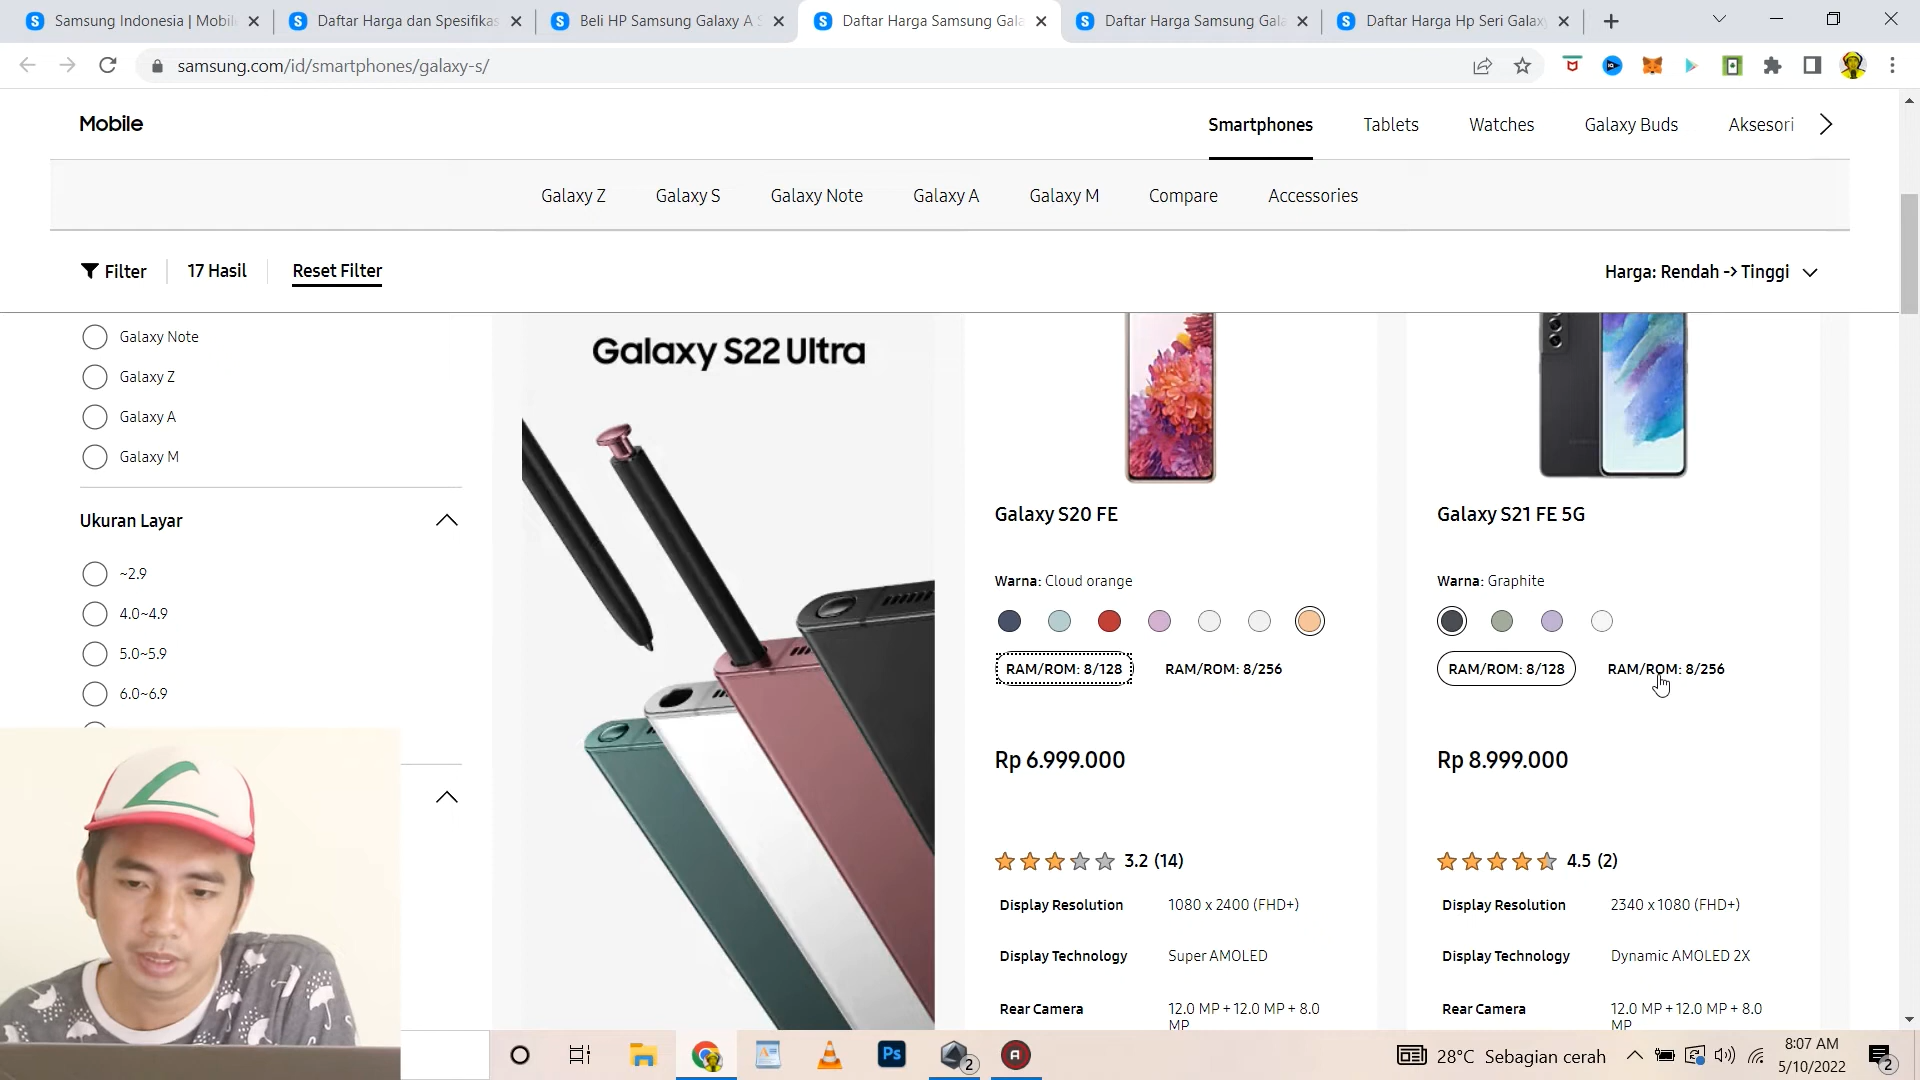 Samsung Indonesia | Mobil
Daftar Harga dan Spesifikas
Beli HP Samsung Galaxy A S
Daftar Harga Samsung Gala
Daftar Harga Samsung Gala
Daftar Harga Hp Seri Galaxy
samsung.com/id/smartphones/galaxy-s/
Mobile
Smartphones
Tablets
Watches
Galaxy Buds
Aksesori
Galaxy Z
Galaxy S
Galaxy Note
Galaxy A
Galaxy M
Compare
Accessories
Filter
17 Hasil
Reset Filter
Harga: Rendah -> Tinggi
Galaxy Note
Galaxy Z
Galaxy A
Galaxy M
Ukuran Layar
~2.9
4.0~4.9
5.0~5.9
6.0~6.9
Galaxy S22 Ultra
Galaxy S20 FE
Warna: Cloud orange
RAM/ROM: 8/128
RAM/ROM: 8/256
Rp 6.999.000
3.2 (14)
Display Resolution
1080 x 2400 (FHD+)
Display Technology
Super AMOLED
Rear Camera
12.0 MP + 12.0 MP + 8.0
MP
Galaxy S21 FE 5G
Warna: Graphite
RAM/ROM: 8/128
RAM/ROM: 8/256
Rp 8.999.000
4.5 (2)
Display Resolution
2340 x 1080 (FHD+)
Display Technology
Dynamic AMOLED 2X
Rear Camera
12.0 MP + 12.0 MP + 8.0
MP
Ps
2
28°C Sebagian cerah
8:07 AM
5/10/2022
2